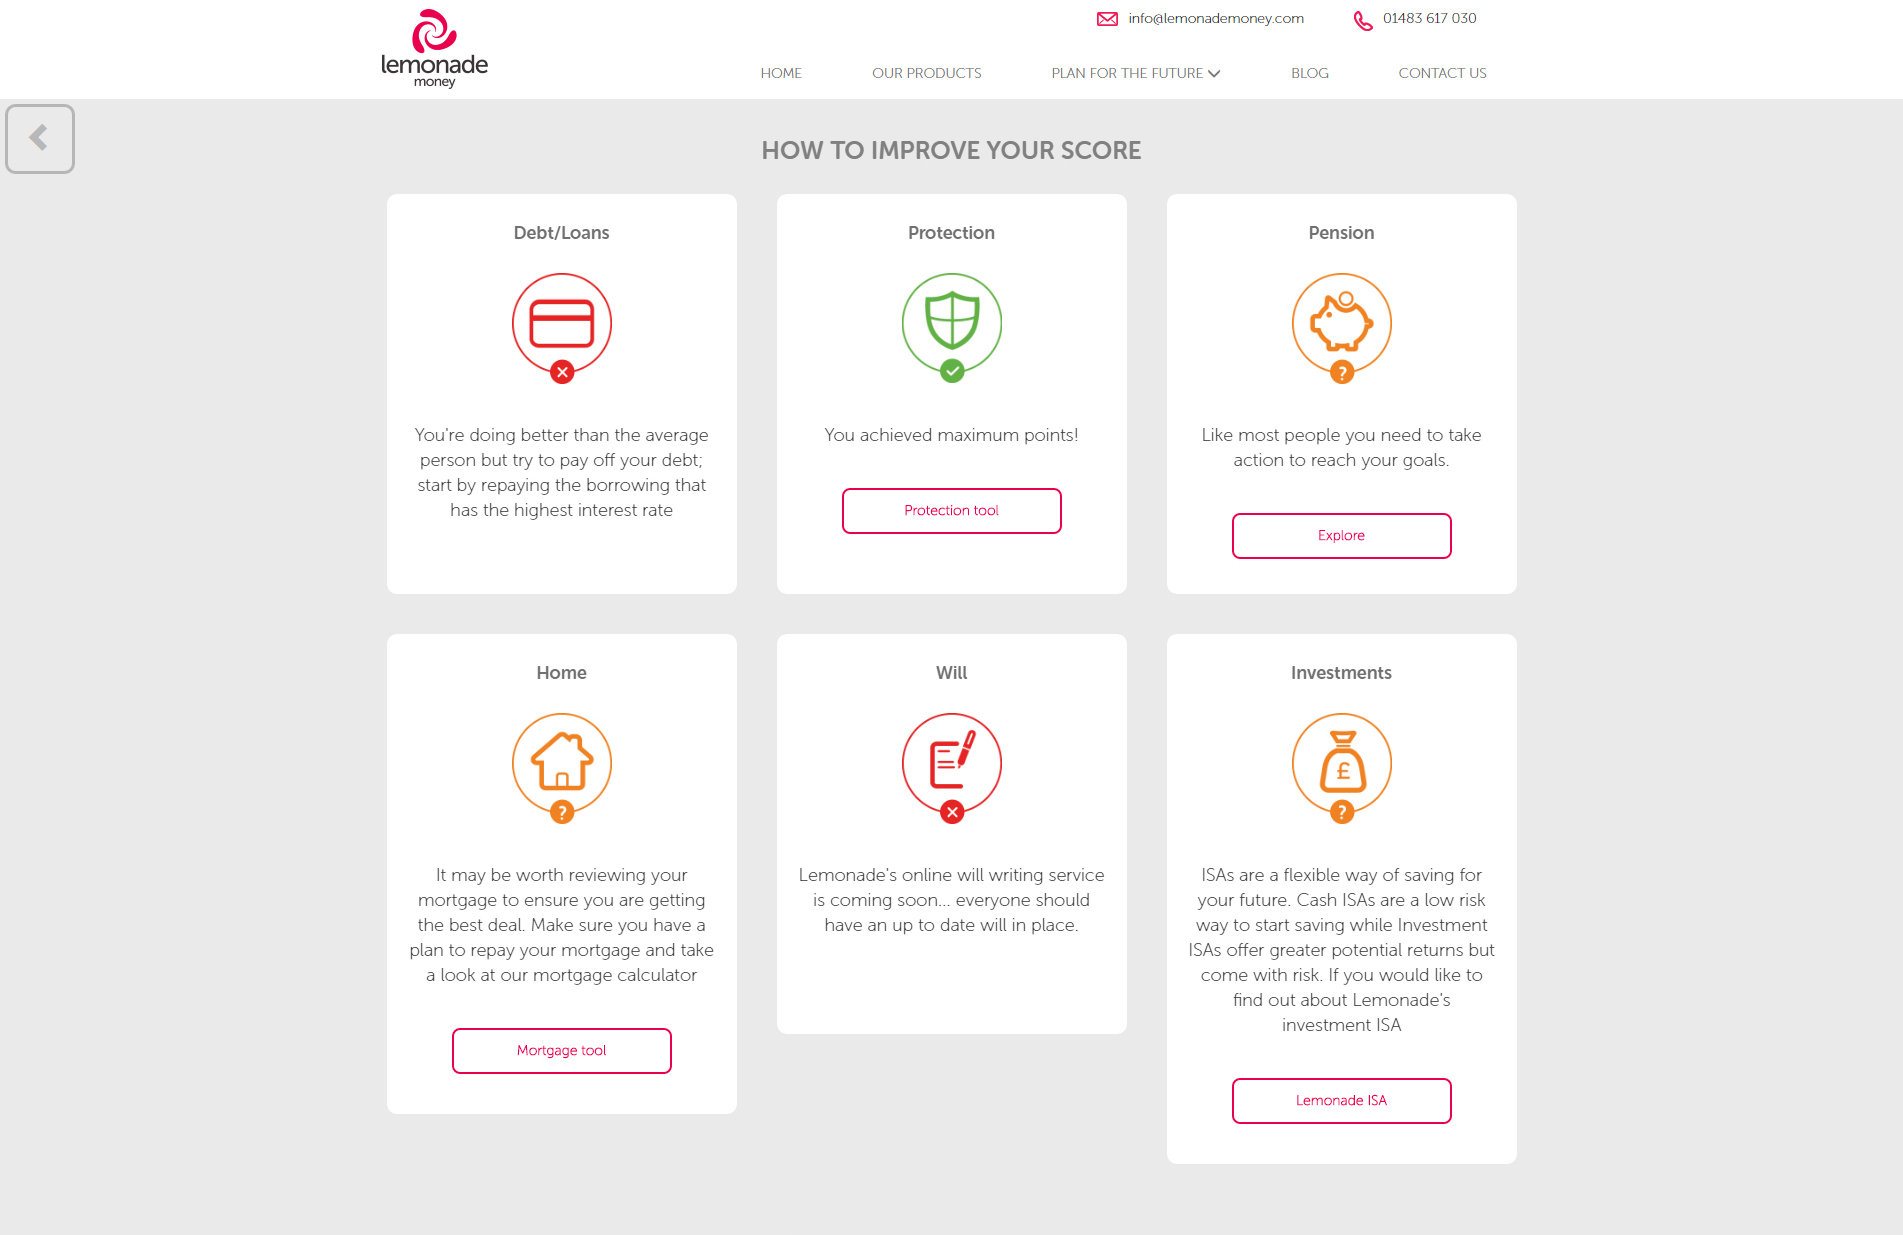 lemonade
money
info@lemonademoney.com
01483 617 030
HOME
OUR PRODUCTS
PLAN FOR THE FUTURE
BLOG
CONTACT US
HOW TO IMPROVE YOUR SCORE
Debt/Loans
You're doing better than the average
person but try to pay off your debt;
start by repaying the borrowing that
has the highest interest rate
Protection
You achieved maximum points!
Protection tool
Pension
?
Like most people you need to take
action to reach your goals.
Explore
Home
?
It may be worth reviewing your
mortgage to ensure you are getting
the best deal. Make sure you have a
plan to repay your mortgage and take
a look at our mortgage calculator
Mortgage tool
Will
Lemonade's online will writing service
is coming soon... everyone should
have an up to date will in place.
Investments
£
?
ISAs are a flexible way of saving for
your future. Cash ISAs are a low risk
way to start saving while Investment
ISAs offer greater potential returns but
come with risk. If you would like to
find out about Lemonade's
investment ISA
Lemonade ISA